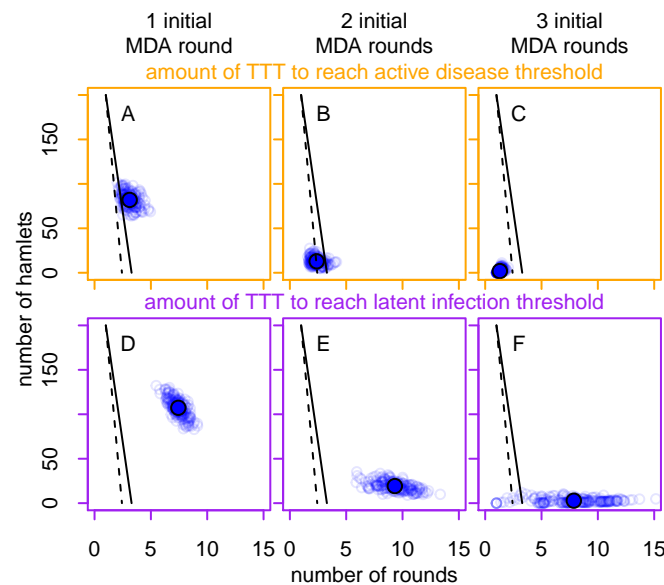 1 initial
MDA round
2 initial
MDA rounds
3 initial
MDA rounds
amount of TTT to reach active disease threshold
A
B
C
0
50
150
number of hamlets
amount of TTT to reach latent infection threshold
D
E
F
0
50
150
0
5
10
15
0
5
10
15
0
5
10
15
number of rounds